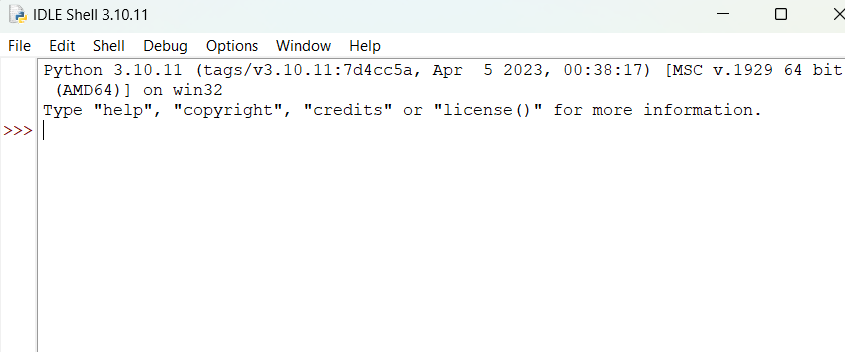 IDLE Shell 3.10.11
File Edit Shell Debug Options Window Help
Python 3.10.11 (tags/v3.10.11:7d4cc5a, Apr  5 2023, 00:38:17) [MSC v.1929 64 bit
 (AMD64)] on win32
Type "help", "copyright", "credits" or "license()" for more information.
>>>